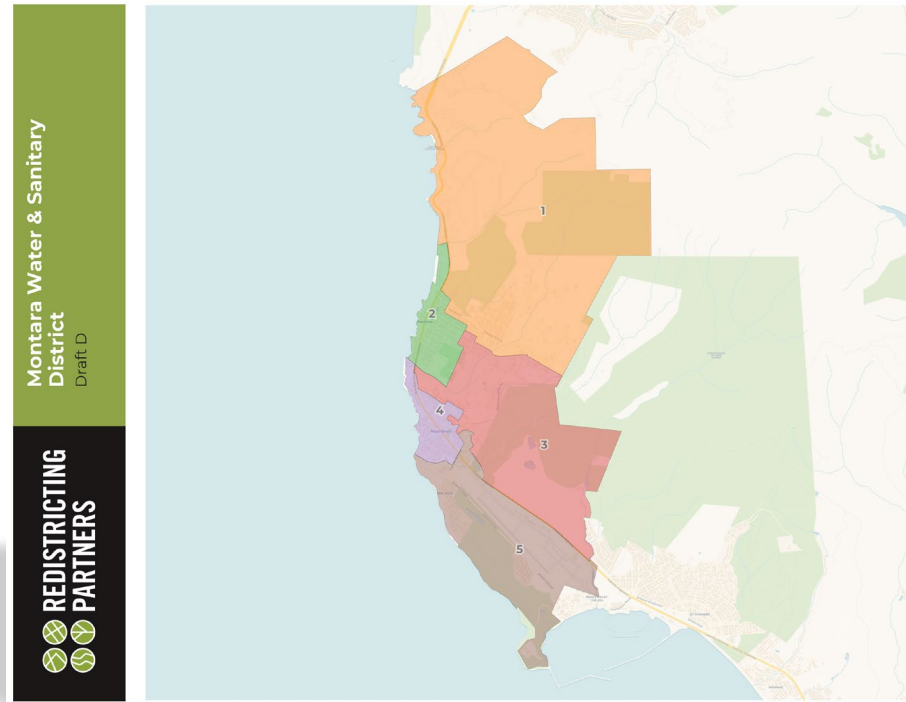 Montara Water & Sanitary
District
Draft D
REDISTRICTING
PARTNERS
1
2
4
3
5